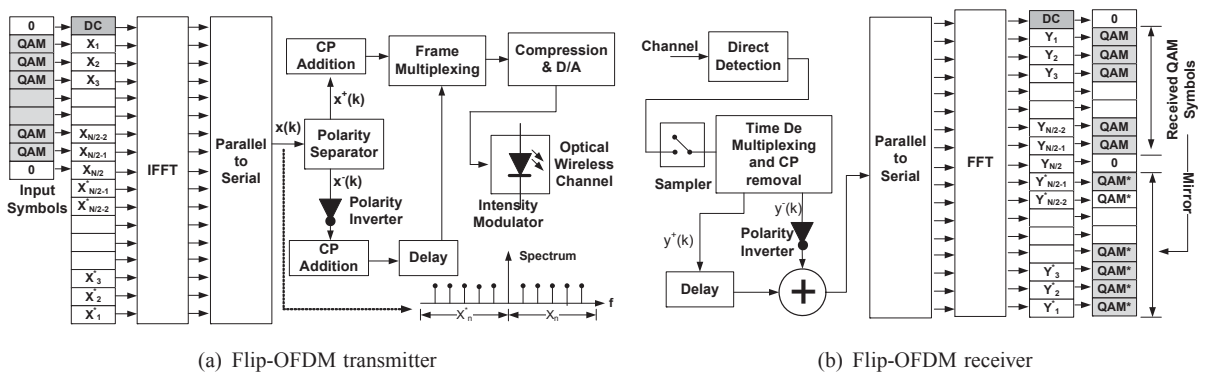 0
QAM
QAM
QAM
QAM
QAM
0
Input
Symbols
DC
X1
X2
X3
XN/2-2
XN/2-1
XN/2
X*N/2-1
X*N/2-2
X*3
X*2
X*1
IFFT
Parallel
to
Serial
x(k)
CP
Addition
x+(k)
Polarity
Separator
x-(k)
Polarity
Inverter
CP
Addition
Delay
Frame
Multiplexing
Compression
& D/A
Optical
Wireless
Channel
Intensity
Modulator
Spectrum
f
X*n
Xn
(a) Flip-OFDM transmitter
Channel
Direct
Detection
Sampler
Time De
Multiplexing
and CP
removal
y+(k)
y-(k)
Polarity
Inverter
Delay
+
Parallel
to
Serial
FFT
DC
Y1
Y2
Y3
YN/2-2
YN/2-1
YN/2
Y*N/2-1
Y*N/2-2
Y*3
Y*2
Y*1
0
QAM
QAM
QAM
QAM
QAM
0
QAM*
QAM*
QAM*
QAM*
QAM*
QAM*
Received QAM
Symbols
Mirror
(b) Flip-OFDM receiver